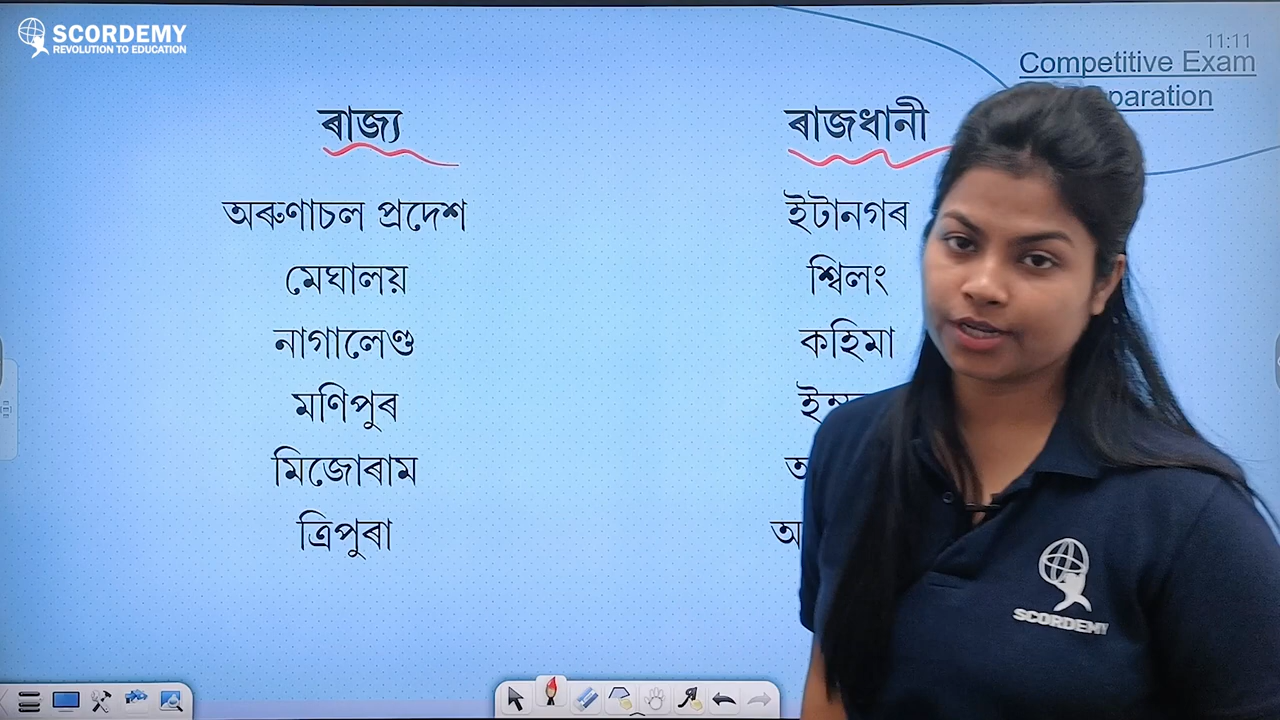 SCORDEMY
REVOLUTION TO EDUCATION
11:11
Competitive Exam
ৰাজ্য ৰাজধানী
অৰুণাচল প্ৰদেশ ইটানগৰ
মেঘালয় শ্বিলং
নাগালেণ্ড কহিমা
মণিপুৰ
মিজোৰাম
ত্ৰিপুৰা
SCORDEMY